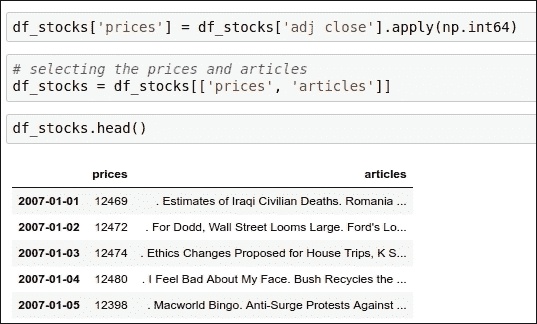 df_stocks['prices'] = df_stocks['adj close'].apply(np.int64)
# selecting the prices and articles
df_stocks = df_stocks[['prices', 'articles']]
df_stocks.head()
prices articles
2007-01-01 12469 . Estimates of Iraqi Civilian Deaths. Romania ...
2007-01-02 12472 . For Dodd, Wall Street Looms Large. Ford's Lo...
2007-01-03 12474 . Ethics Changes Proposed for House Trips, K S...
2007-01-04 12480 . I Feel Bad About My Face. Bush Recycles the ...
2007-01-05 12398 . Macworld Bingo. Anti-Surge Protests Against ...